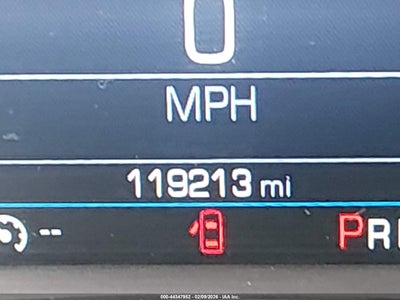 0
MPH
119213 mi
-- PR
000-44347952 - 02/09/2026 - IAA Inc.